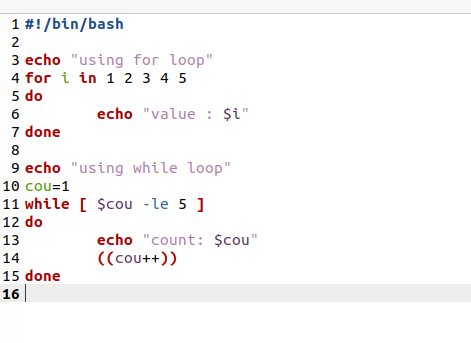 1 #!/bin/bash
2
3 echo "using for loop"
4 for i in 1 2 3 4 5
5 do
6         echo "value : $i"
7 done
8
9 echo "using while loop"
10 cou=1
11 while [ $cou -le 5 ]
12 do
13         echo "count: $cou"
14         ((cou++))
15 done
16